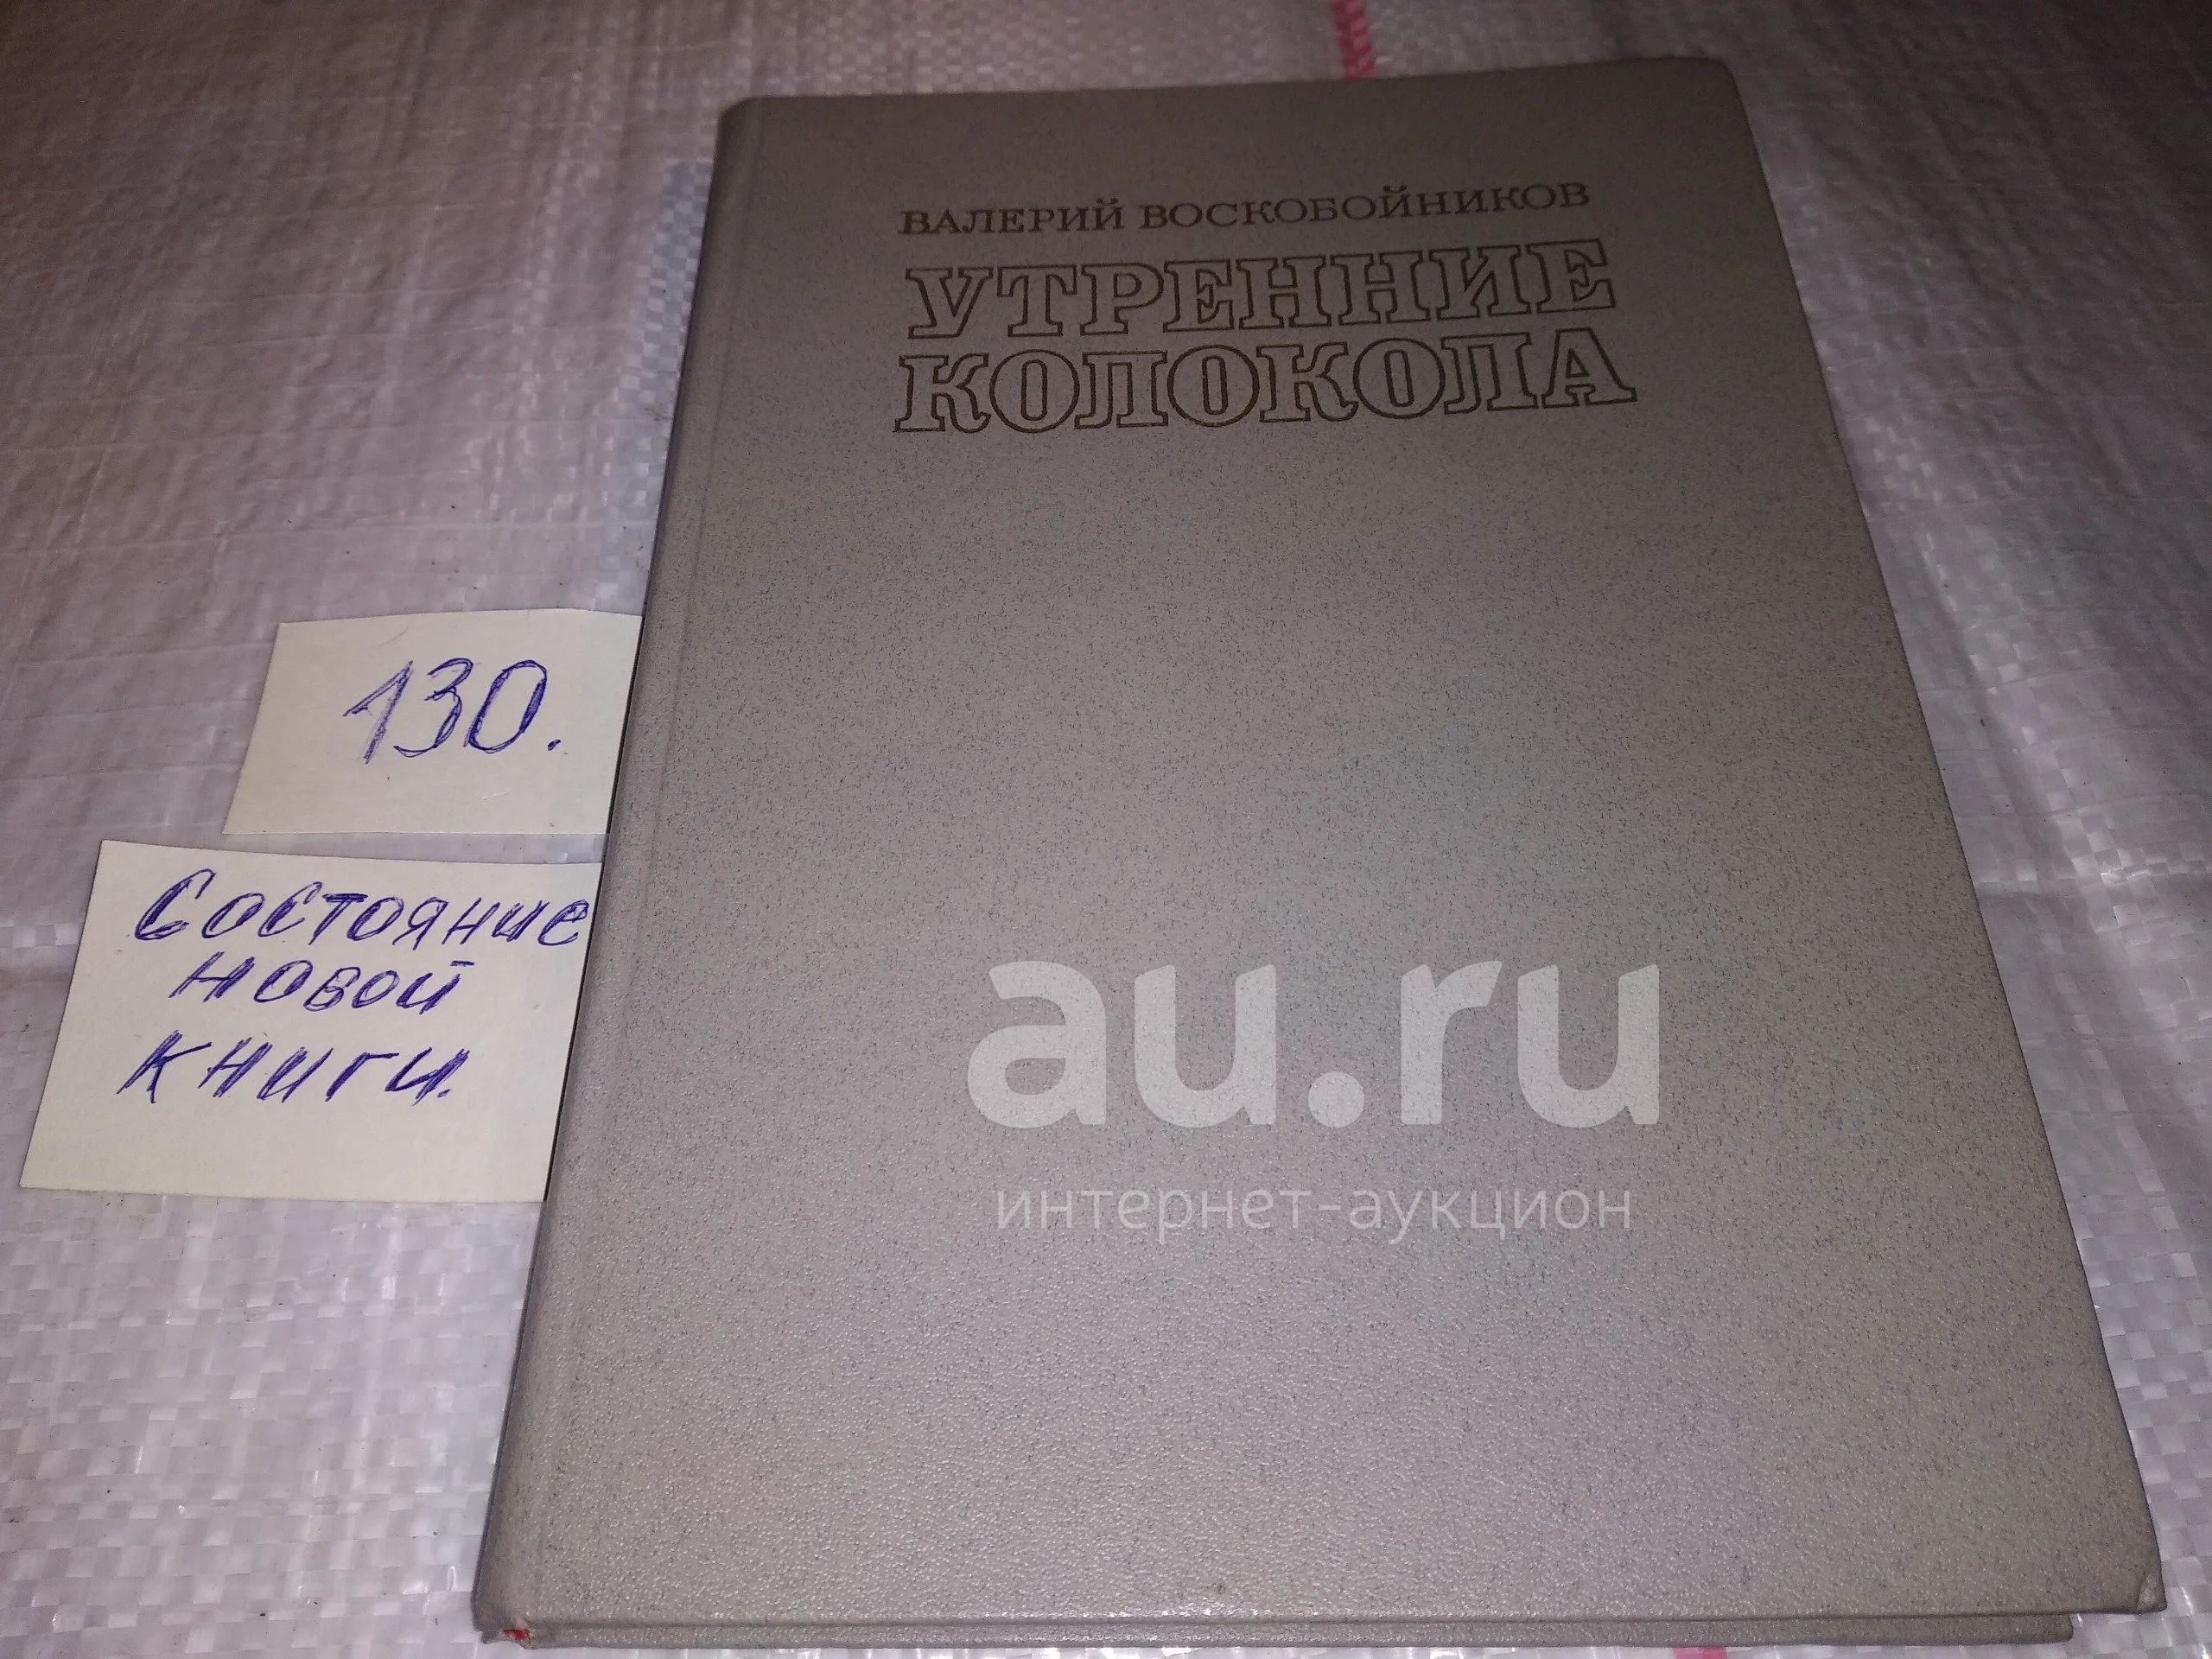 ВАЛЕРИЙ ВОСКОБОЙНИКОВ
УТРЕННИЕ
КОЛОКОЛА
130.
Состояние
новой
книги.
au.ru
интернет-аукцион